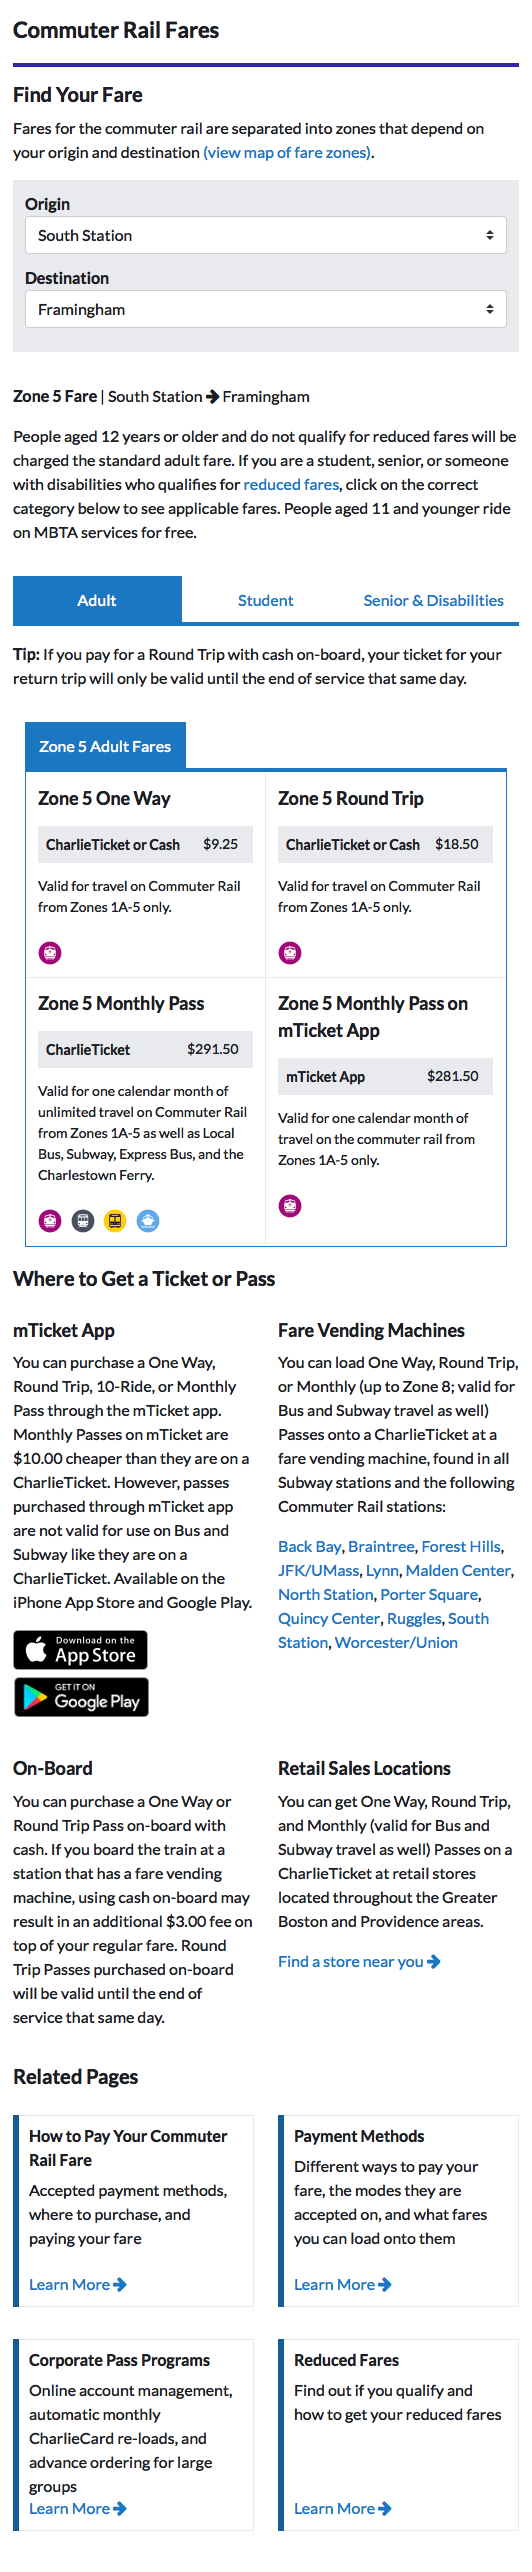 Commuter Rail Fares
Find Your Fare
Fares for the commuter rail are separated into zones that depend on
your origin and destination (view map of fare zones).
Origin
South Station
Destination
Framingham
Zone 5 Fare | South Station → Framingham
People aged 12 years or older and do not qualify for reduced fares will be
charged the standard adult fare. If you are a student, senior, or someone
with disabilities who qualifies for reduced fares, click on the correct
category below to see applicable fares. People aged 11 and younger ride
on MBTA services for free.
Adult
Student
Senior & Disabilities
Tip: If you pay for a Round Trip with cash on-board, your ticket for your
return trip will only be valid until the end of service that same day.
Zone 5 Adult Fares
Zone 5 One Way
CharlieTicket or Cash $9.25
Valid for travel on Commuter Rail
from Zones 1A-5 only.
Zone 5 Round Trip
CharlieTicket or Cash $18.50
Valid for travel on Commuter Rail
from Zones 1A-5 only.
Zone 5 Monthly Pass
CharlieTicket $291.50
Valid for one calendar month of
unlimited travel on Commuter Rail
from Zones 1A-5 as well as Local
Bus, Subway, Express Bus, and the
Charlestown Ferry.
Zone 5 Monthly Pass on
mTicket App
mTicket App $281.50
Valid for one calendar month of
travel on the commuter rail from
Zones 1A-5 only.
Where to Get a Ticket or Pass
mTicket App
You can purchase a One Way,
Round Trip, 10-Ride, or Monthly
Pass through the mTicket app.
Monthly Passes on mTicket are
$10.00 cheaper than they are on a
CharlieTicket. However, passes
purchased through mTicket app
are not valid for use on Bus and
Subway like they are on a
CharlieTicket. Available on the
iPhone App Store and Google Play.
Download on the
App Store
GET IT ON
Google Play
Fare Vending Machines
You can load One Way, Round Trip,
or Monthly (up to Zone 8; valid for
Bus and Subway travel as well)
Passes onto a CharlieTicket at a
fare vending machine, found in all
Subway stations and the following
Commuter Rail stations:
Back Bay, Braintree, Forest Hills,
JFK/UMass, Lynn, Malden Center,
North Station, Porter Square,
Quincy Center, Ruggles, South
Station, Worcester/Union
On-Board
You can purchase a One Way or
Round Trip Pass on-board with
cash. If you board the train at a
station that has a fare vending
machine, using cash on-board may
result in an additional $3.00 fee on
top of your regular fare. Round
Trip Passes purchased on-board
will be valid until the end of
service that same day.
Retail Sales Locations
You can get One Way, Round Trip,
and Monthly (valid for Bus and
Subway travel as well) Passes on a
CharlieTicket at retail stores
located throughout the Greater
Boston and Providence areas.
Find a store near you →
Related Pages
How to Pay Your Commuter
Rail Fare
Accepted payment methods,
where to purchase, and
paying your fare
Learn More →
Payment Methods
Different ways to pay your
fare, the modes they are
accepted on, and what fares
you can load onto them
Learn More →
Corporate Pass Programs
Online account management,
automatic monthly
CharlieCard re-loads, and
advance ordering for large
groups
Learn More →
Reduced Fares
Find out if you qualify and
how to get your reduced fares
Learn More →